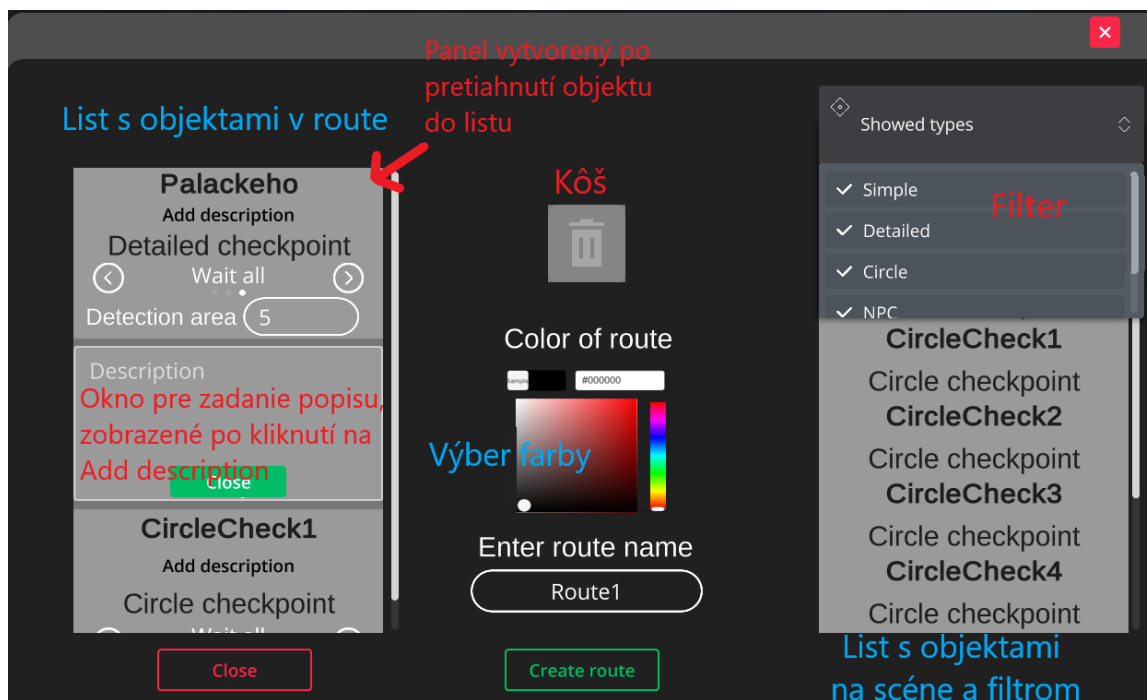 Panel vytvorený po
pretiahnutí objektu
do listu
List s objektami v route
Palackeho
Add description
Detailed checkpoint
Wait all
Detection area 5
Description
Okno pre zadanie popisu,
zobrazené po kliknutí na
Add description
Close
CircleCheck1
Add description
Circle checkpoint
Wait all
Close
Kôš
Color of route
Sample
#000000
Výber farby
Enter route name
Route1
Create route
Showed types
Simple
Filter
Detailed
Circle
NPC
CircleCheck1
Circle checkpoint
CircleCheck2
Circle checkpoint
CircleCheck3
Circle checkpoint
CircleCheck4
Circle checkpoint
List s objektami
na scéne a filtrom